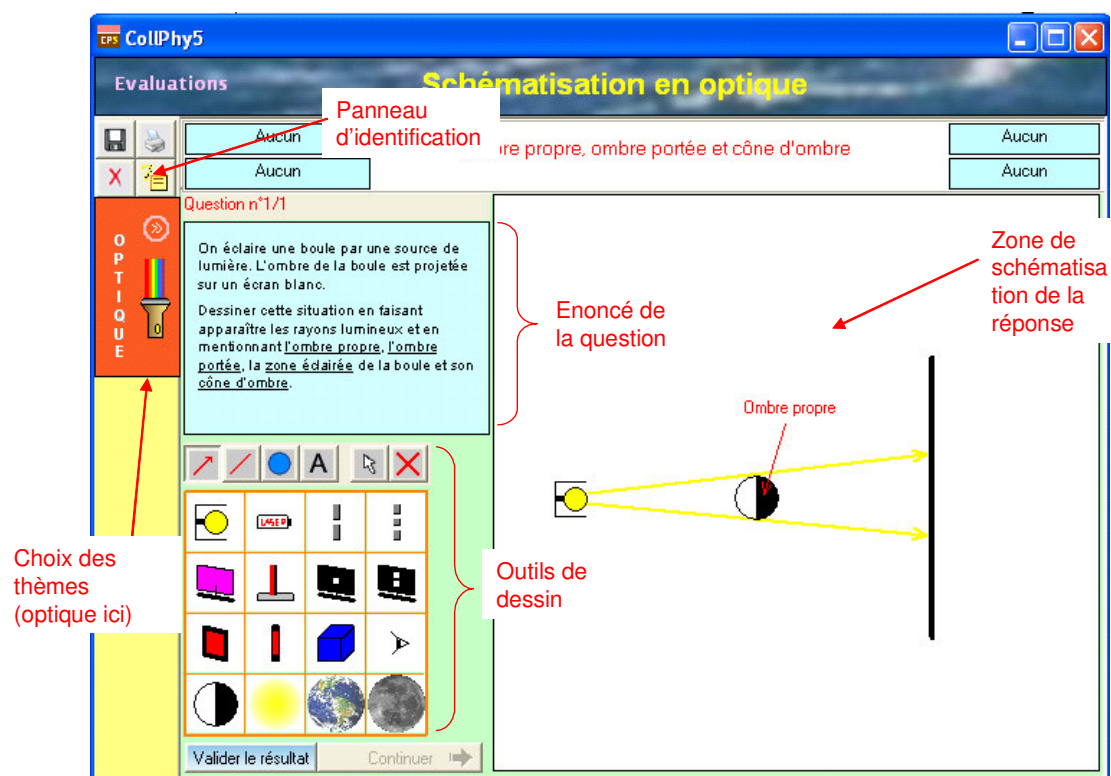 CollPhy5
Evaluations
Schématisation en optique
Panneau
d'identification
Aucun
Aucun
bre propre, ombre portée et cône d'ombre
Aucun
Aucun
OPTIQUE
Question n°1/1
On éclaire une boule par une source de
lumière. L'ombre de la boule est projetée
sur un écran blanc.
Dessiner cette situation en faisant
apparaître les rayons lumineux et en
mentionnant l'ombre propre, l'ombre
portée, la zone éclairée de la boule et son
cône d'ombre.
Enoncé de
la question
Zone de
schématisa
tion de la
réponse
Ombre propre
A
LASER
Choix des
thèmes
(optique ici)
Outils de
dessin
Valider le résultat
Continuer